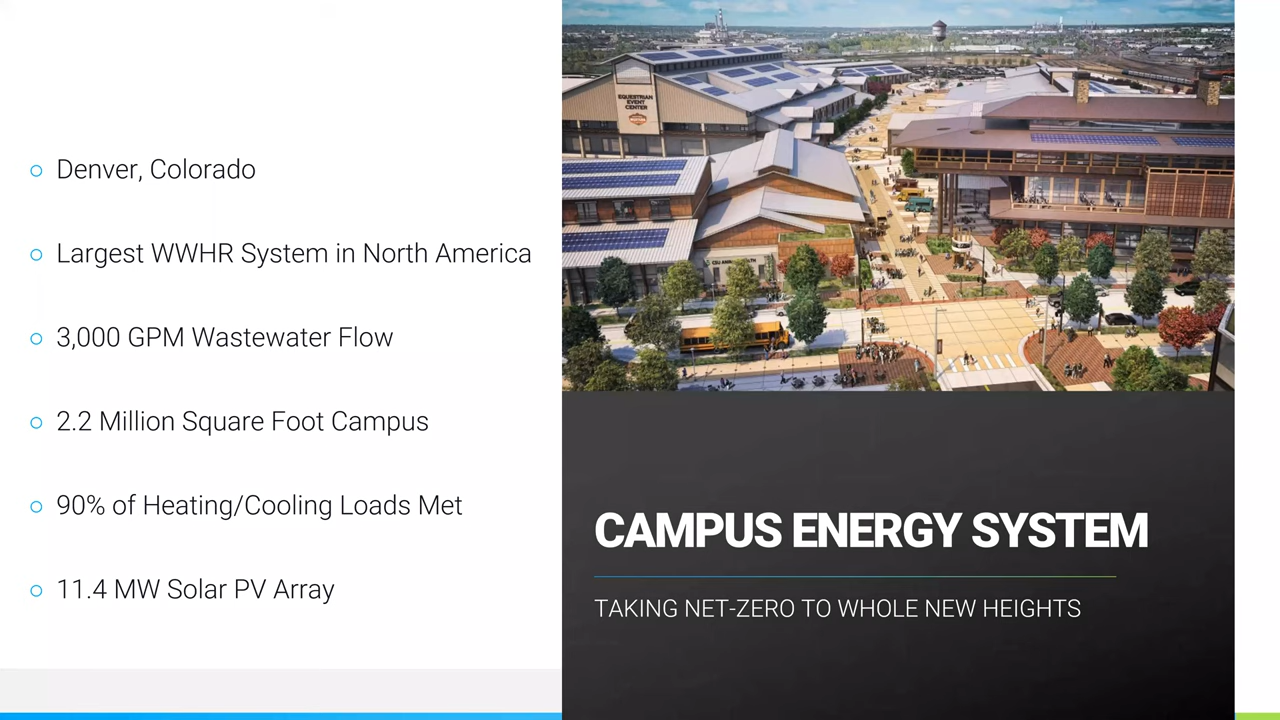 Denver, Colorado
Largest WWHR System in North America
3,000 GPM Wastewater Flow
2.2 Million Square Foot Campus
90% of Heating/Cooling Loads Met
11.4 MW Solar PV Array
EQUESTRIAN
EVENT
CENTER
CAMPUS ENERGY SYSTEM
TAKING NET-ZERO TO WHOLE NEW HEIGHTS